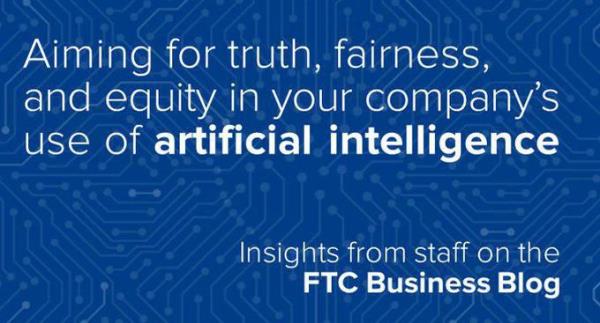 Aiming for truth, fairness,
and equity in your company’s
use of artificial intelligence
Insights from staff on the
FTC Business Blog